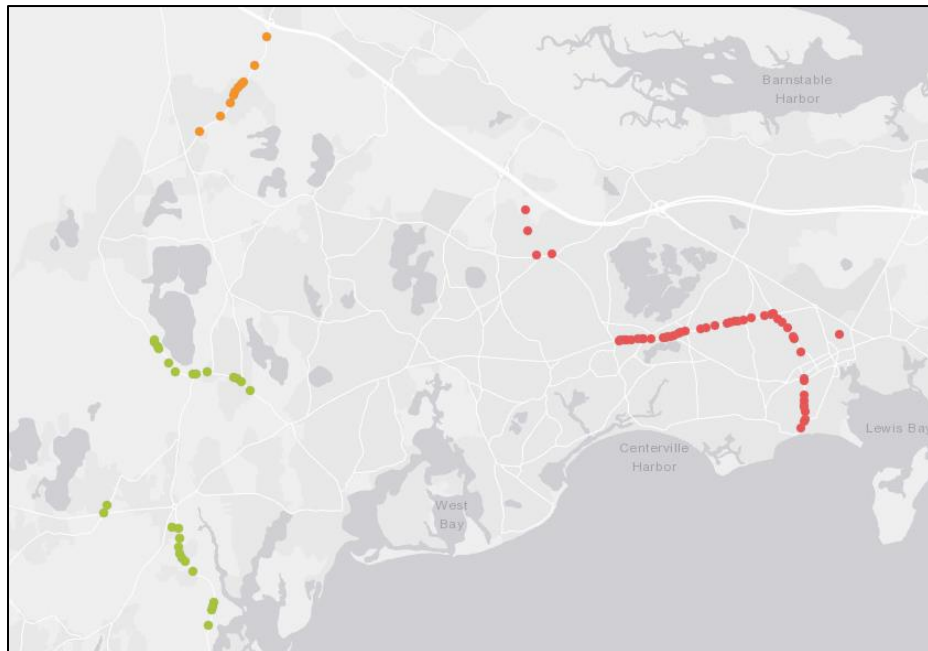 Barnstable
Harbor
Centerville
Harbor
Lewis Bay
West
Bay